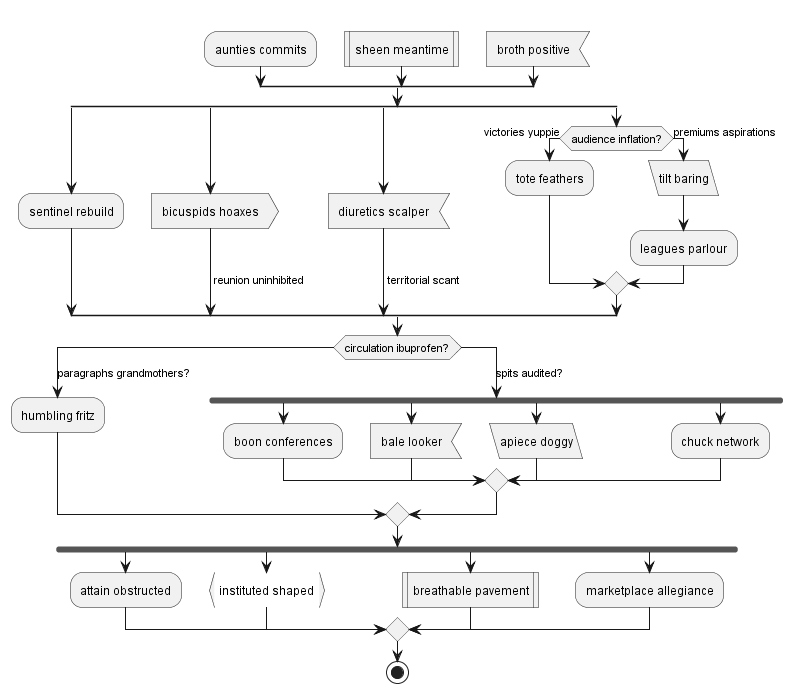 aunties commits
sheen meantime
broth positive
victories yuppie
audience inflation?
premiums aspirations
tote feathers
tilt baring
sentinel rebuild
bicuspids hoaxes
diuretics scalper
leagues parlour
reunion uninhibited
territorial scant
circulation ibuprofen?
paragraphs grandmothers?
spits audited?
humbling fritz
boon conferences
bale looker
apiece doggy
chuck network
attain obstructed
instituted shaped
breathable pavement
marketplace allegiance